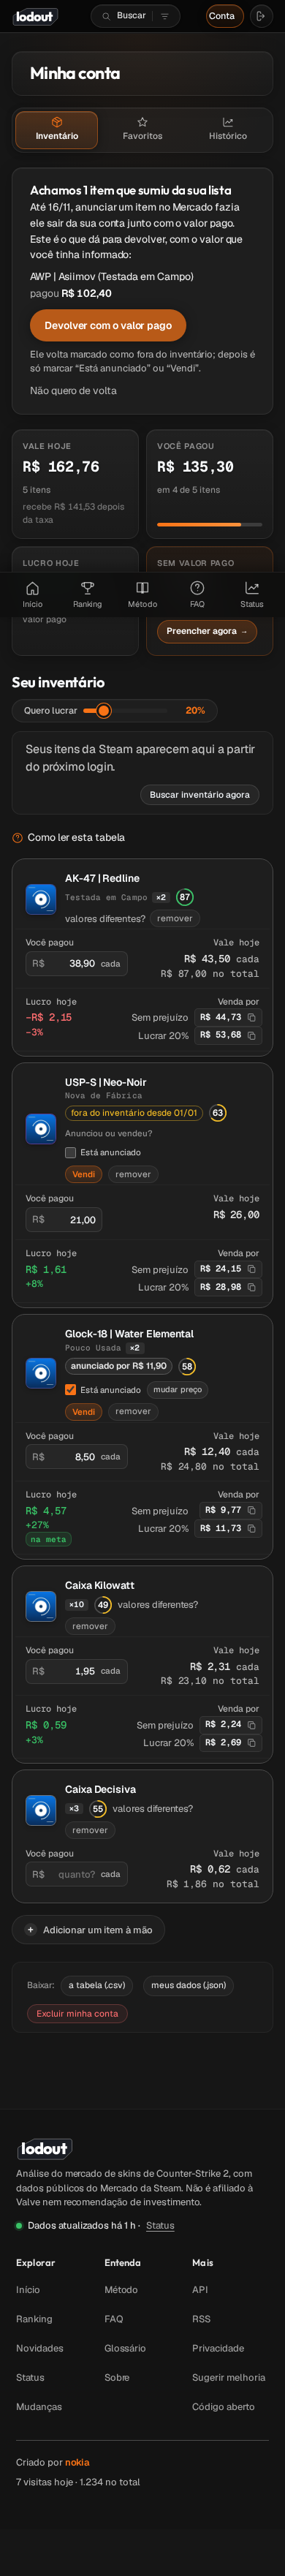 lodout
Buscar
Conta
Minha conta
Inventário
Favoritos
Histórico
Achamos 1 item que sumiu da sua lista
Até 16/11, anunciar um item no Mercado fazia
ele sair da sua conta junto com o valor pago.
Este é o que dá para devolver, com o valor que
você tinha informado:
AWP | Asiimov (Testada em Campo)
pagou R$ 102,40
Devolver com o valor pago
Ele volta marcado como fora do inventário; depois é
só marcar "Está anunciado" ou "Vendi".
Não quero de volta
VALE HOJE
R$ 162,76
5 itens
recebe R$ 141,53 depois
da taxa
VOCÊ PAGOU
R$ 135,30
em 4 de 5 itens
LUCRO HOJE
SEM VALOR PAGO
Início
Ranking
Método
FAQ
Status
valor pago
Preencher agora →
Seu inventário
Quero lucrar
20%
Seus itens da Steam aparecem aqui a partir
do próximo login.
Buscar inventário agora
? Como ler esta tabela
AK-47 | Redline
Testada em Campo ×2 87
valores diferentes? remover
Você pagou
Vale hoje
R$ 38,90 cada
R$ 43,50 cada
R$ 87,00 no total
Lucro hoje
Venda por
−R$ 2,15
Sem prejuízo R$ 44,73
−3%
Lucrar 20% R$ 53,68
USP-S | Neo-Noir
Nova de Fábrica
fora do inventário desde 01/01 63
Anunciou ou vendeu?
Está anunciado
Vendi remover
Você pagou
Vale hoje
R$ 21,00
R$ 26,00
Lucro hoje
Venda por
R$ 1,61
Sem prejuízo R$ 24,15
+8%
Lucrar 20% R$ 28,98
Glock-18 | Water Elemental
Pouco Usada ×2
anunciado por R$ 11,90 58
Está anunciado mudar preço
Vendi remover
Você pagou
Vale hoje
R$ 8,50 cada
R$ 12,40 cada
R$ 24,80 no total
Lucro hoje
Venda por
R$ 4,57
Sem prejuízo R$ 9,77
+27%
Lucrar 20% R$ 11,73
na meta
Caixa Kilowatt
×10 49 valores diferentes?
remover
Você pagou
Vale hoje
R$ 1,95 cada
R$ 2,31 cada
R$ 23,10 no total
Lucro hoje
Venda por
R$ 0,59
Sem prejuízo R$ 2,24
+3%
Lucrar 20% R$ 2,69
Caixa Decisiva
×3 55 valores diferentes?
remover
Você pagou
Vale hoje
R$ quanto? cada
R$ 0,62 cada
R$ 1,86 no total
+ Adicionar um item à mão
Baixar: a tabela (.csv) meus dados (.json)
Excluir minha conta
lodout
Análise do mercado de skins de Counter-Strike 2, com
dados públicos do Mercado da Steam. Não é afiliado à
Valve nem recomendação de investimento.
Dados atualizados há 1 h · Status
Explorar
Entenda
Mais
Início
Método
API
Ranking
FAQ
RSS
Novidades
Glossário
Privacidade
Status
Sobre
Sugerir melhoria
Mudanças
Código aberto
Criado por nokia
7 visitas hoje · 1.234 no total